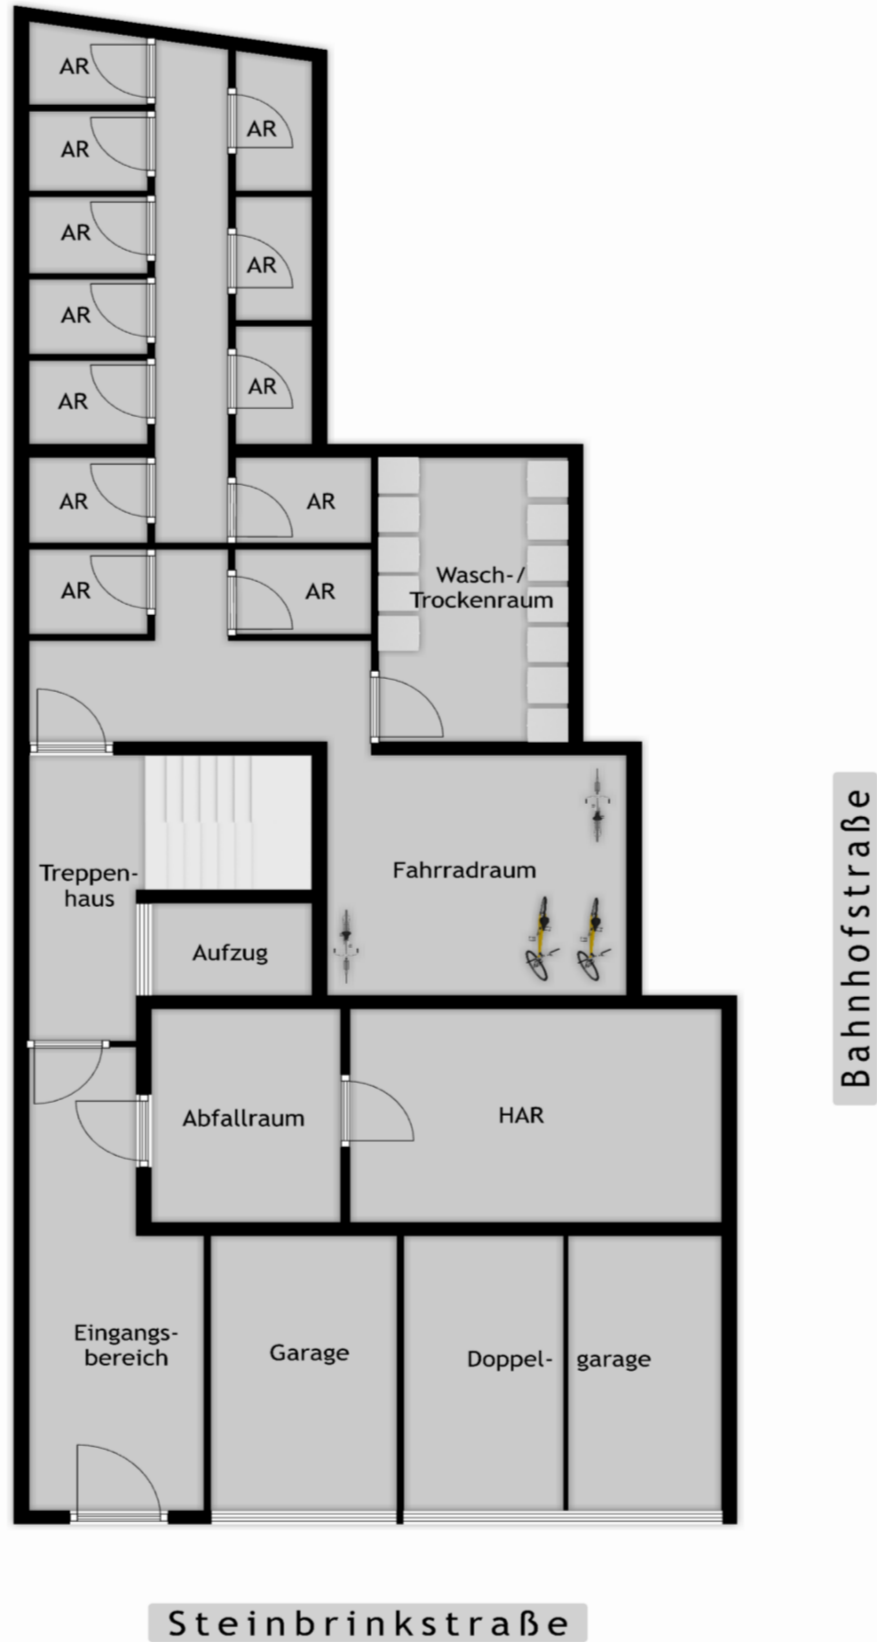 AR
AR
AR
AR
AR
AR
AR
AR
AR
AR
AR
AR
Wasch-/
Trockenraum
Treppen-
haus
Fahrradraum
Aufzug
Abfallraum
HAR
Eingangs-
bereich
Garage
Doppel- garage
Bahnhofstraße
Steinbrinkstraße